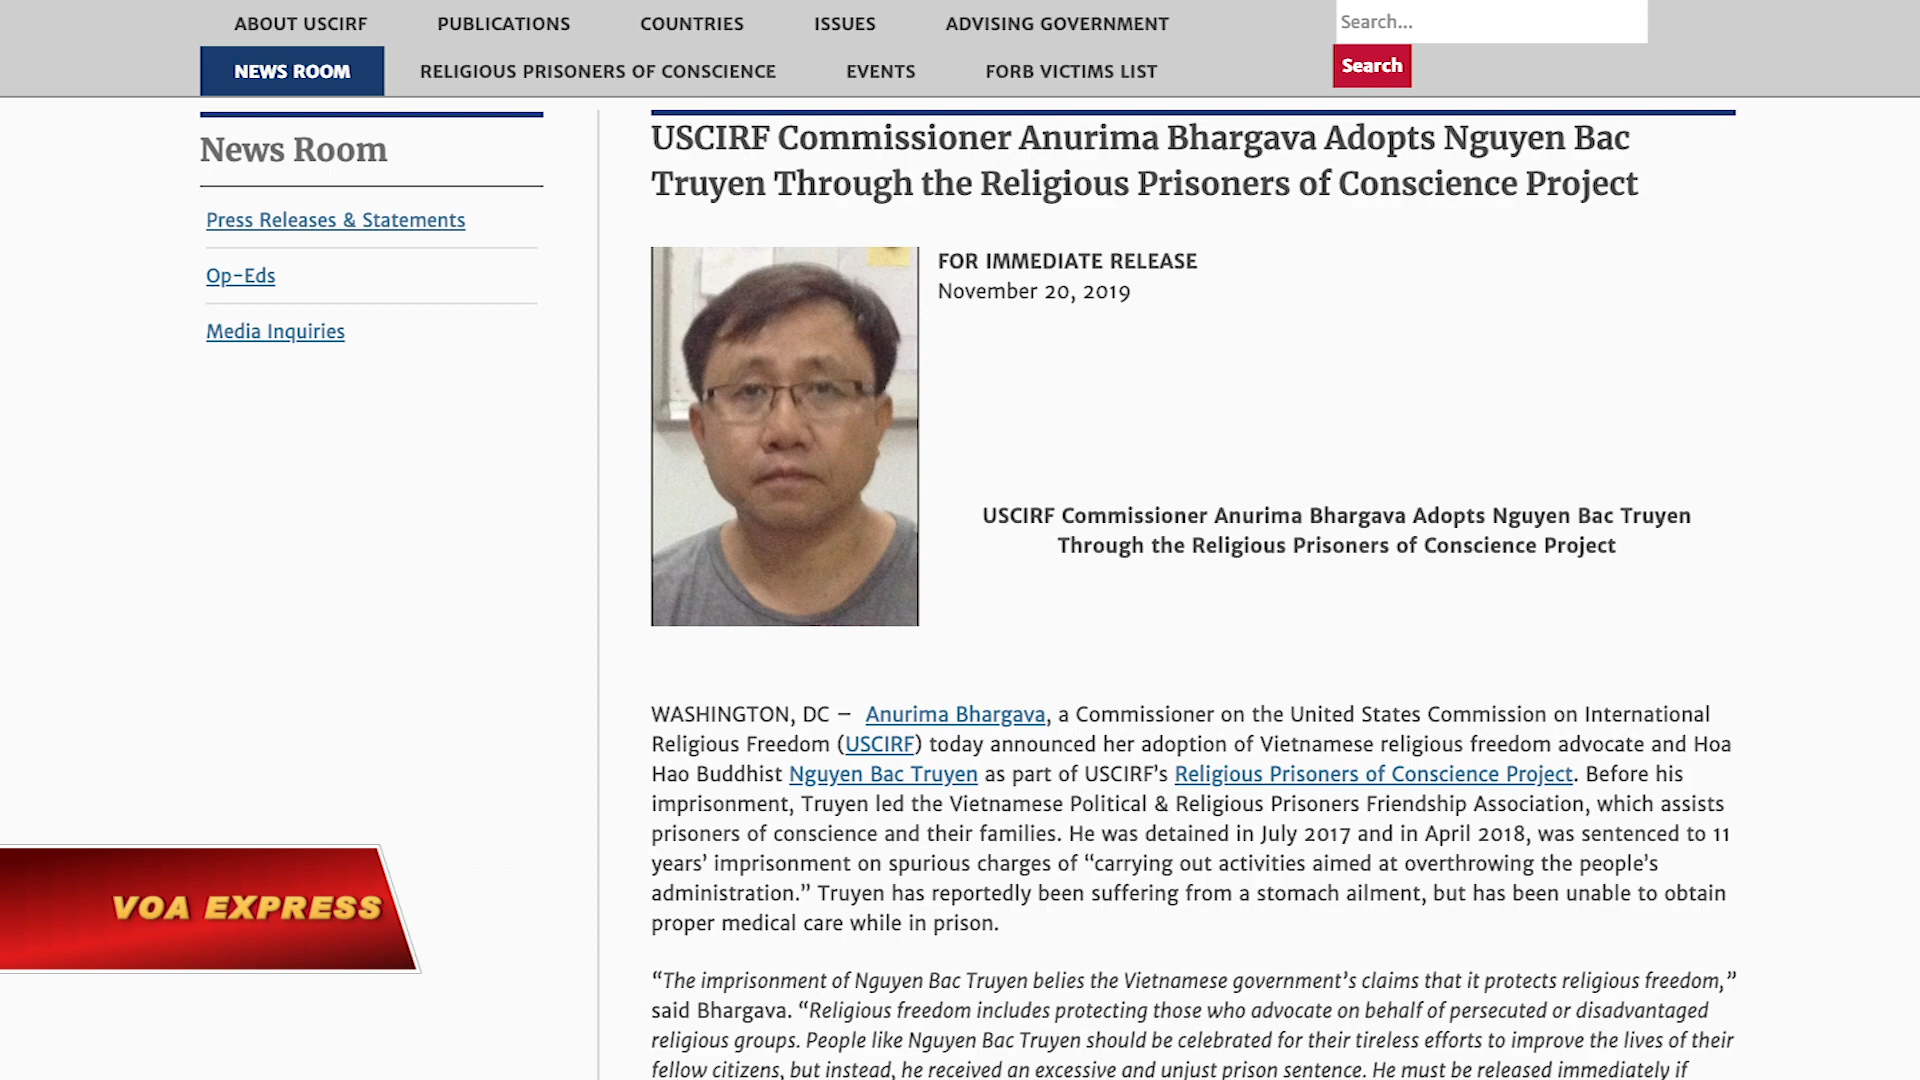 ABOUT USCIRF PUBLICATIONS COUNTRIES ISSUES ADVISING GOVERNMENT Search...
NEWS ROOM RELIGIOUS PRISONERS OF CONSCIENCE EVENTS FORB VICTIMS LIST Search
News Room
Press Releases & Statements
Op-Eds
Media Inquiries
USCIRF Commissioner Anurima Bhargava Adopts Nguyen Bac
Truyen Through the Religious Prisoners of Conscience Project
FOR IMMEDIATE RELEASE
November 20, 2019
USCIRF Commissioner Anurima Bhargava Adopts Nguyen Bac Truyen
Through the Religious Prisoners of Conscience Project
WASHINGTON, DC – Anurima Bhargava, a Commissioner on the United States Commission on International
Religious Freedom (USCIRF) today announced her adoption of Vietnamese religious freedom advocate and Hoa
Hao Buddhist Nguyen Bac Truyen as part of USCIRF’s Religious Prisoners of Conscience Project. Before his
imprisonment, Truyen led the Vietnamese Political & Religious Prisoners Friendship Association, which assists
prisoners of conscience and their families. He was detained in July 2017 and in April 2018, was sentenced to 11
years’ imprisonment on spurious charges of “carrying out activities aimed at overthrowing the people’s
administration.” Truyen has reportedly been suffering from a stomach ailment, but has been unable to obtain
proper medical care while in prison.
“The imprisonment of Nguyen Bac Truyen belies the Vietnamese government’s claims that it protects religious freedom,”
said Bhargava. “Religious freedom includes protecting those who advocate on behalf of persecuted or disadvantaged
religious groups. People like Nguyen Bac Truyen should be celebrated for their tireless efforts to improve the lives of their
fellow citizens, but instead, he received an excessive and unjust prison sentence. He must be released immediately if
VOA EXPRESS